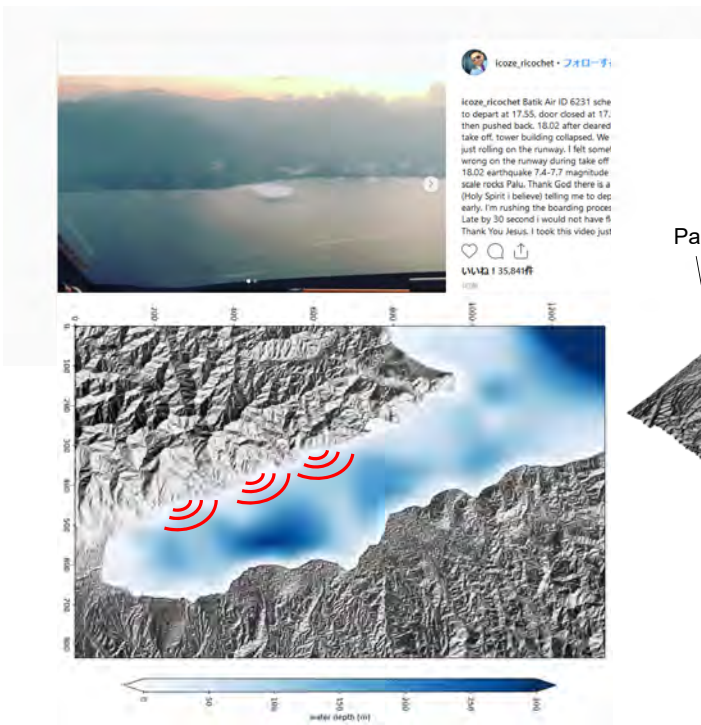 icoze_ricochet • フォローす
icoze_ricochet Batik Air ID 6231 sche
to depart at 17.55, door closed at 17.
then pushed back. 18.02 after cleared
take off, tower building collapsed. We
just rolling on the runway. I felt somet
wrong on the runway during take off
18.02 earthquake 7.4-7.7 magnitude
scale rocks Palu. Thank God there is a
(Holy Spirit i believe) telling me to dep
early. I'm rushing the boarding proces
Late by 30 second i would not have fl
Thank You Jesus. I took this video just
いいね！35,841件
Pa
0 200 400 600 800 1000 1200
0
100
200
300
400
500
600
700
800
0 50 100 150 200 250 300
water depth (m)